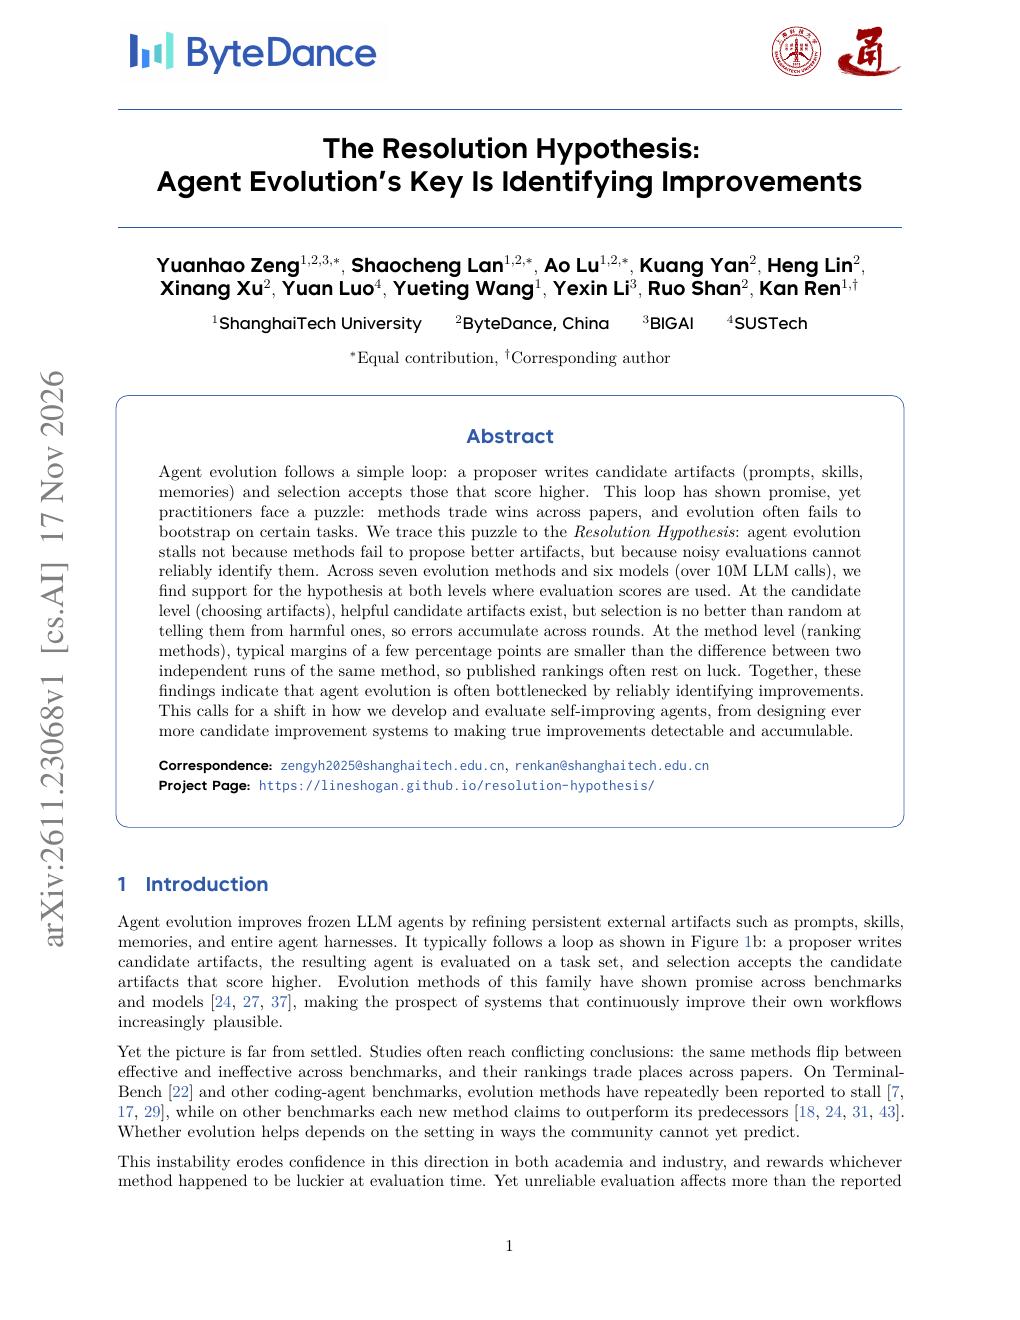 ByteDance
The Resolution Hypothesis:
Agent Evolution's Key Is Identifying Improvements
Yuanhao Zeng1,2,3,∗, Shaocheng Lan1,2,∗, Ao Lu1,2,∗, Kuang Yan2, Heng Lin2,
Xinang Xu2, Yuan Luo4, Yueting Wang1, Yexin Li3, Ruo Shan2, Kan Ren1,†
1ShanghaiTech University 2ByteDance, China 3BIGAI 4SUSTech
∗Equal contribution, †Corresponding author
arXiv:2611.23068v1 [cs.AI] 17 Nov 2026
Abstract
Agent evolution follows a simple loop: a proposer writes candidate artifacts (prompts, skills,
memories) and selection accepts those that score higher. This loop has shown promise, yet
practitioners face a puzzle: methods trade wins across papers, and evolution often fails to
bootstrap on certain tasks. We trace this puzzle to the Resolution Hypothesis: agent evolution
stalls not because methods fail to propose better artifacts, but because noisy evaluations cannot
reliably identify them. Across seven evolution methods and six models (over 10M LLM calls), we
find support for the hypothesis at both levels where evaluation scores are used. At the candidate
level (choosing artifacts), helpful candidate artifacts exist, but selection is no better than random at
telling them from harmful ones, so errors accumulate across rounds. At the method level (ranking
methods), typical margins of a few percentage points are smaller than the difference between two
independent runs of the same method, so published rankings often rest on luck. Together, these
findings indicate that agent evolution is often bottlenecked by reliably identifying improvements.
This calls for a shift in how we develop and evaluate self-improving agents, from designing ever
more candidate improvement systems to making true improvements detectable and accumulable.
Correspondence: zengyh2025@shanghaitech.edu.cn, renkan@shanghaitech.edu.cn
Project Page: https://lineshogan.github.io/resolution-hypothesis/
1 Introduction
Agent evolution improves frozen LLM agents by refining persistent external artifacts such as prompts, skills,
memories, and entire agent harnesses. It typically follows a loop as shown in Figure 1b: a proposer writes
candidate artifacts, the resulting agent is evaluated on a task set, and selection accepts the candidate
artifacts that score higher. Evolution methods of this family have shown promise across benchmarks
and models [24, 27, 37], making the prospect of systems that continuously improve their own workflows
increasingly plausible.
Yet the picture is far from settled. Studies often reach conflicting conclusions: the same methods flip between
effective and ineffective across benchmarks, and their rankings trade places across papers. On Terminal-
Bench [22] and other coding-agent benchmarks, evolution methods have repeatedly been reported to stall [7,
17, 29], while on other benchmarks each new method claims to outperform its predecessors [18, 24, 31, 43].
Whether evolution helps depends on the setting in ways the community cannot yet predict.
This instability erodes confidence in this direction in both academia and industry, and rewards whichever
method happened to be luckier at evaluation time. Yet unreliable evaluation affects more than the reported
1